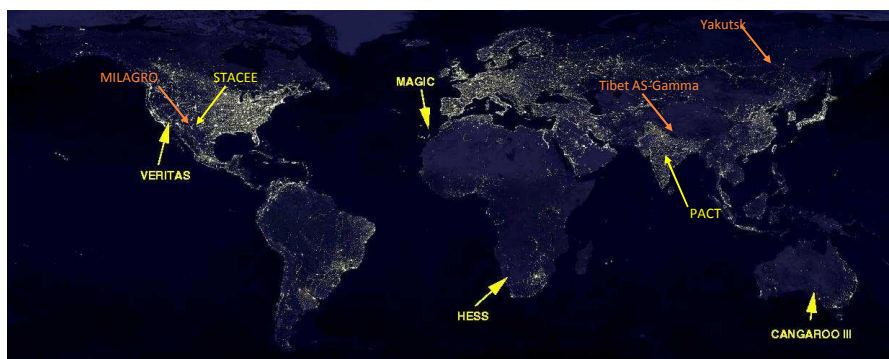 Yakutsk
MILAGRO
STACEE
MAGIC
Tibet AS-Gamma
VERITAS
PACT
HESS
CANGAROO III